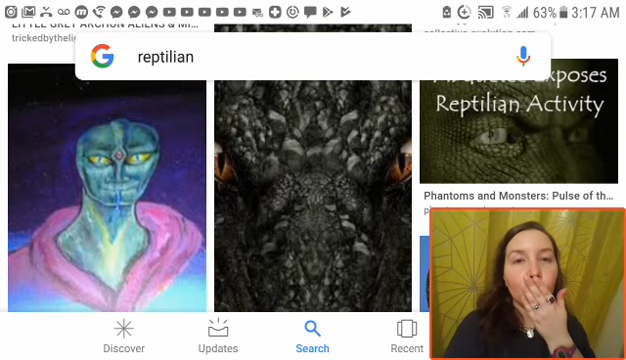 63% 3:17 AM
LITTLE GREY ARCHON ALIENS & MI...
trickedbytheli
reptilian
Exposes
Reptilian Activity
Phantoms and Monsters: Pulse of th...
Discover
Updates
Search
Recent